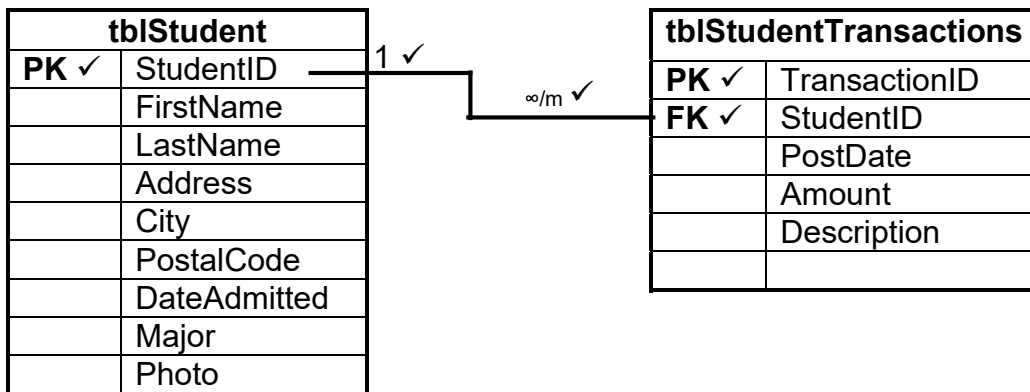 tblStudent
PK ✓ StudentID
FirstName
LastName
Address
City
PostalCode
DateAdmitted
Major
Photo
1 ✓
∞/m ✓
tblStudentTransactions
PK ✓ TransactionID
FK ✓ StudentID
PostDate
Amount
Description